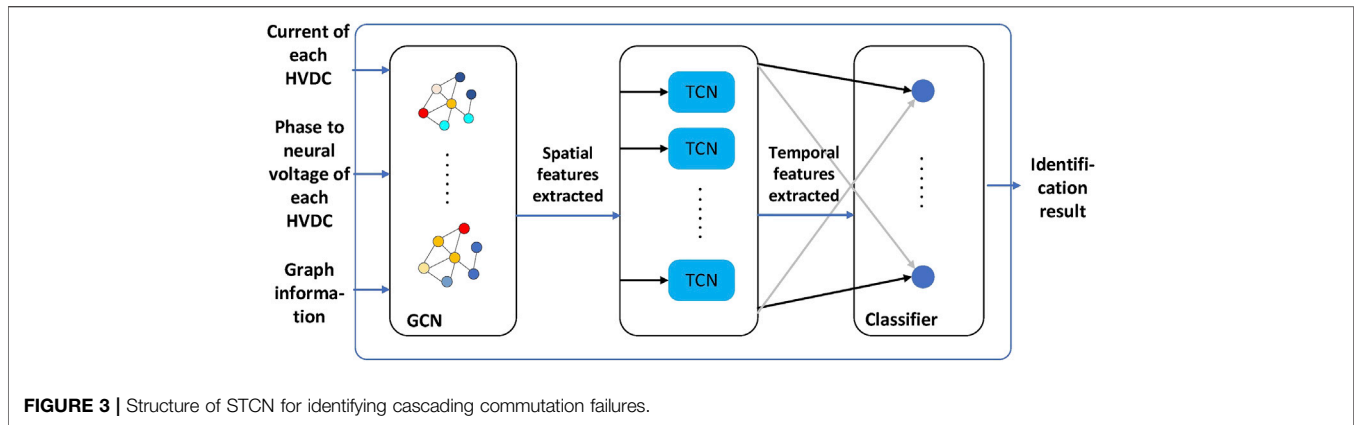 Current of
each
HVDC
Phase to
neural
voltage of
each
HVDC
Graph
informa-
tion
GCN
Spatial
features
extracted
TCN
TCN
TCN
Temporal
features
extracted
Classifier
Identifi-
cation
result
FIGURE 3 | Structure of STCN for identifying cascading commutation failures.